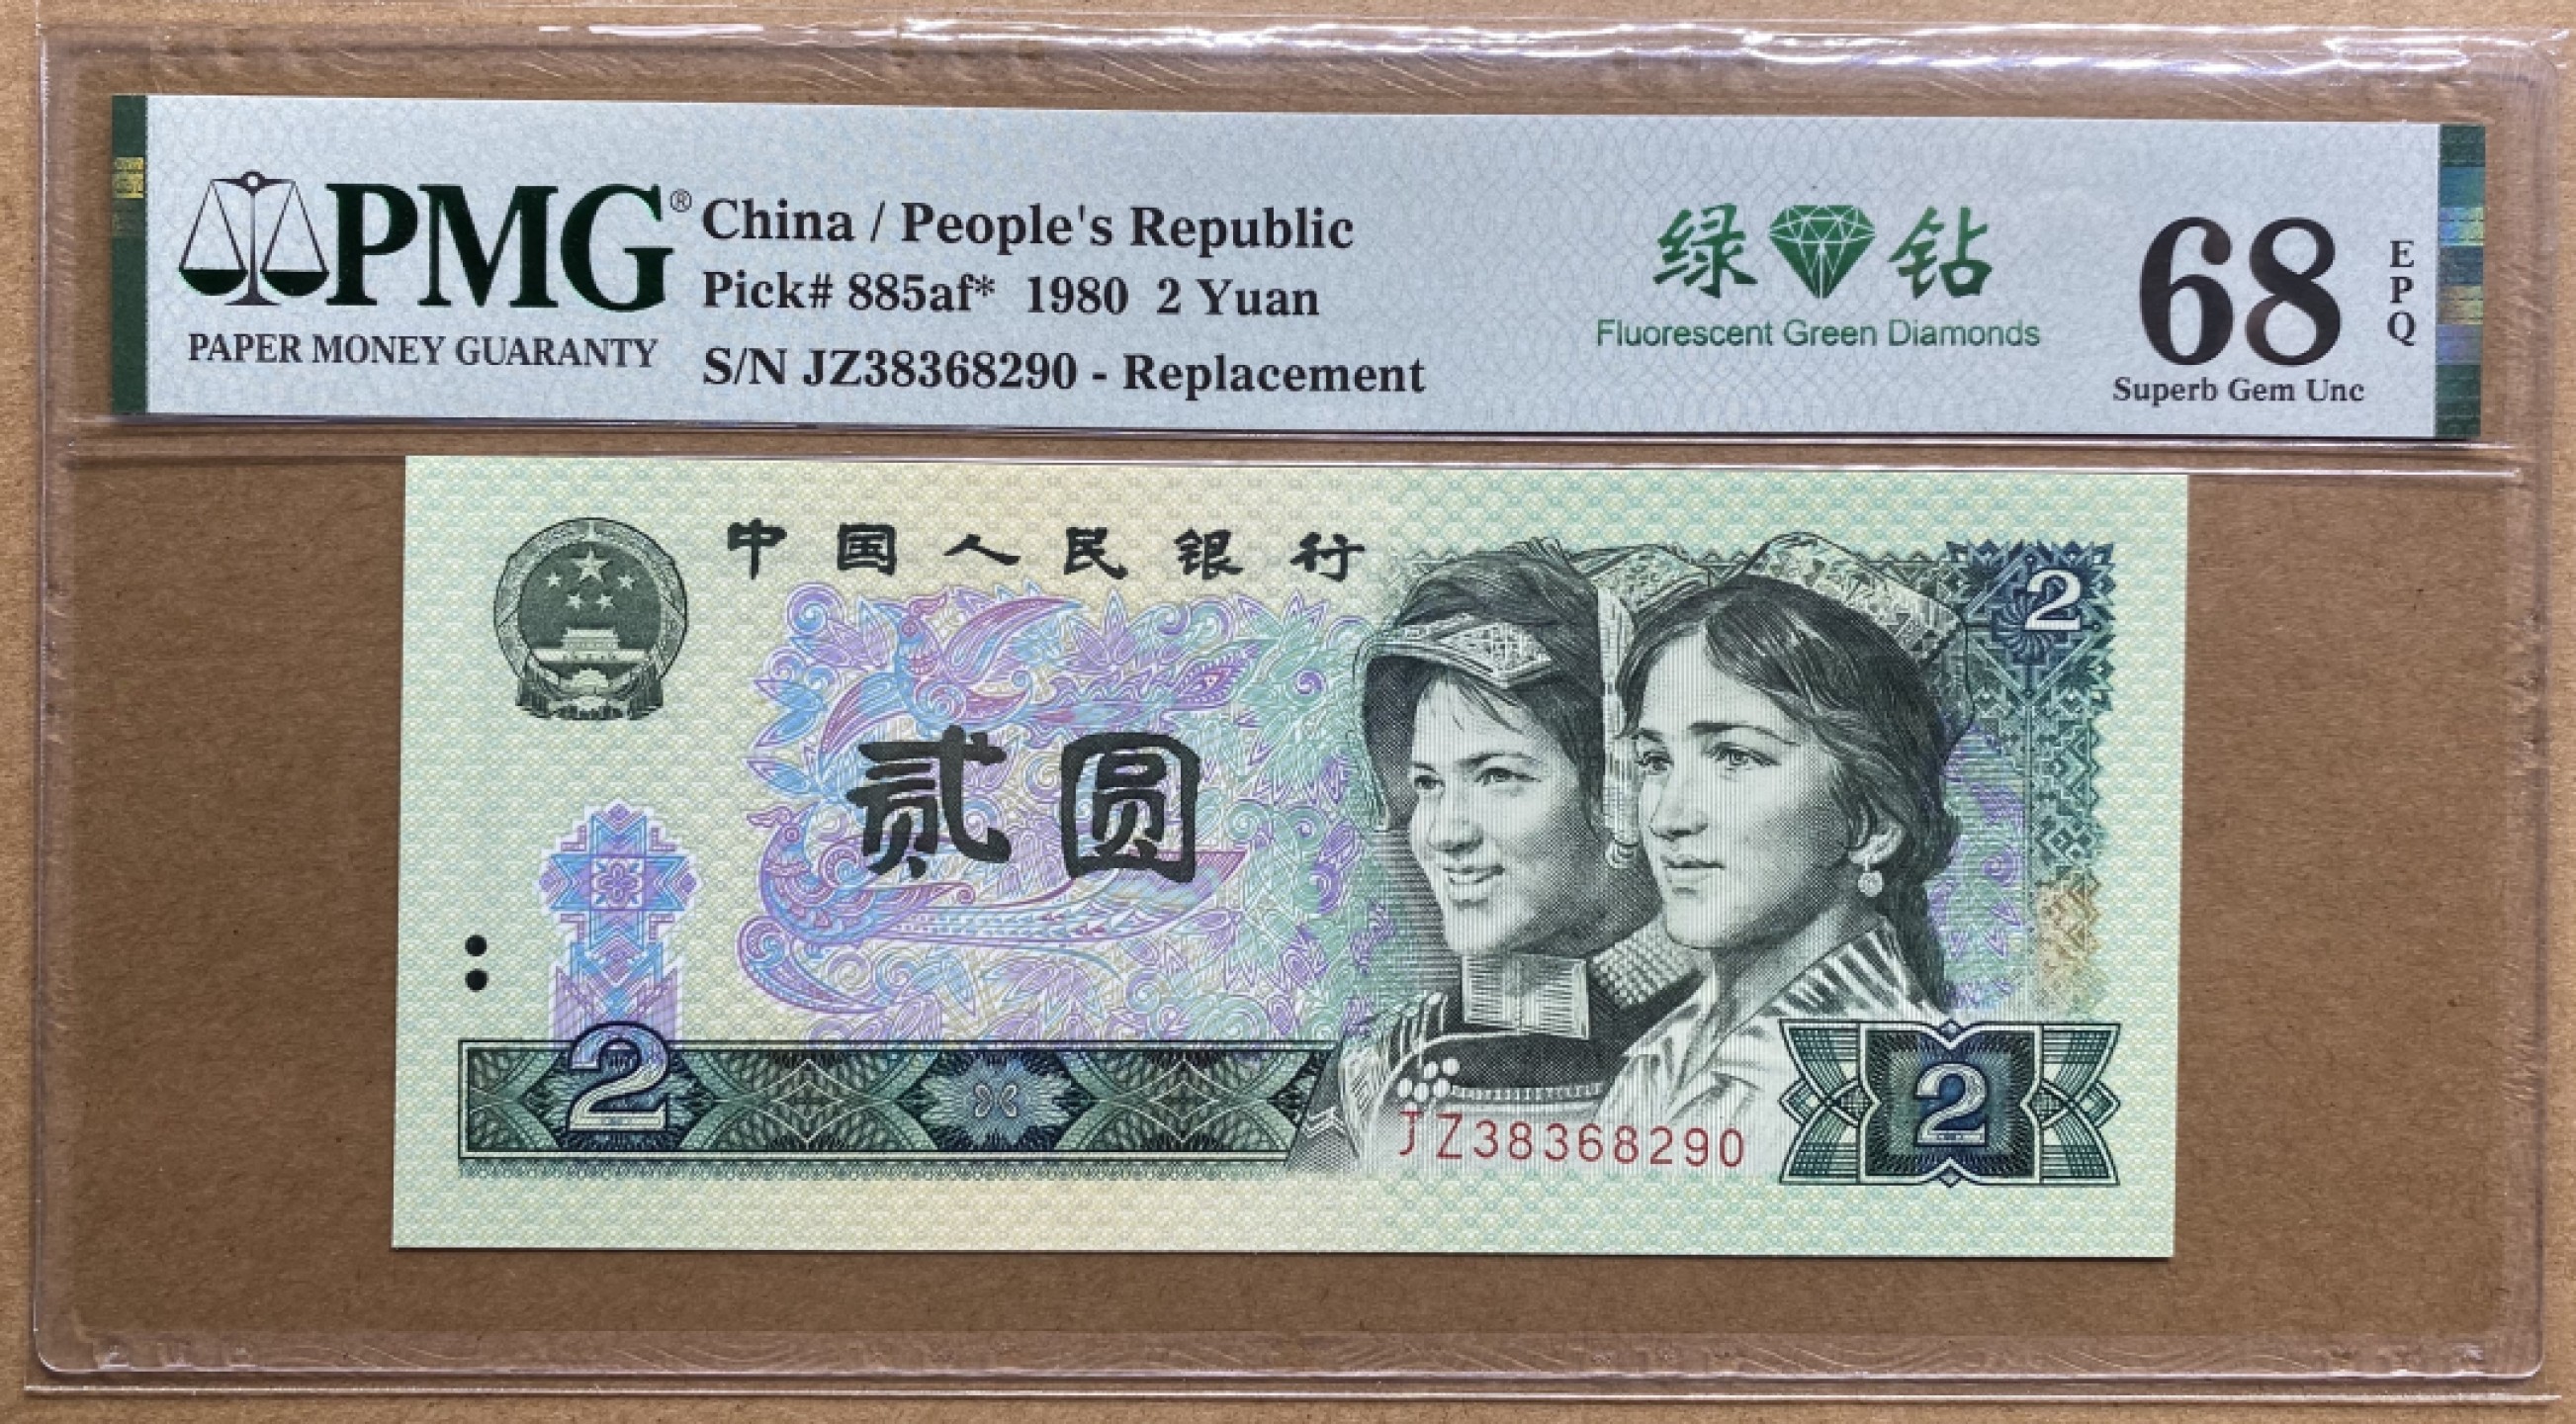 PMG®
PAPER MONEY GUARANTY
China / People's Republic
Pick# 885af* 1980 2 Yuan
S/N JZ38368290 - Replacement
绿 钻
Fluorescent Green Diamonds
68
EPQ
Superb Gem Unc
中国人民银行
2
贰圆
2
JZ38368290
2